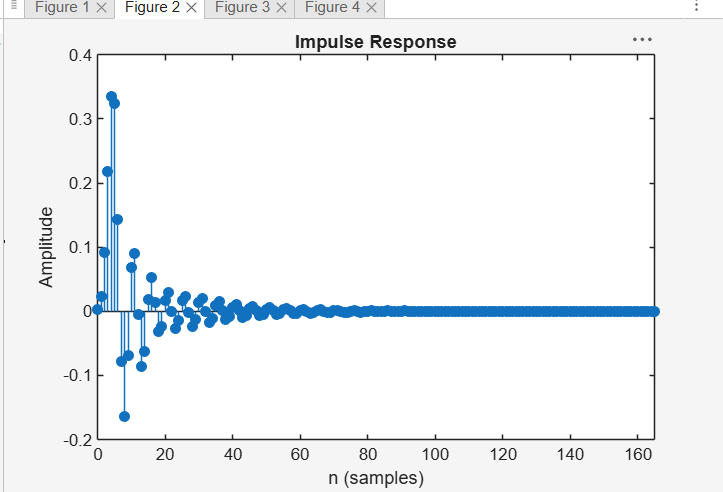 Figure 1 × Figure 2 × Figure 3 × Figure 4 ×
Impulse Response
0.4
0.3
0.2
0.1
0
-0.1
-0.2
Amplitude
0 20 40 60 80 100 120 140 160
n (samples)